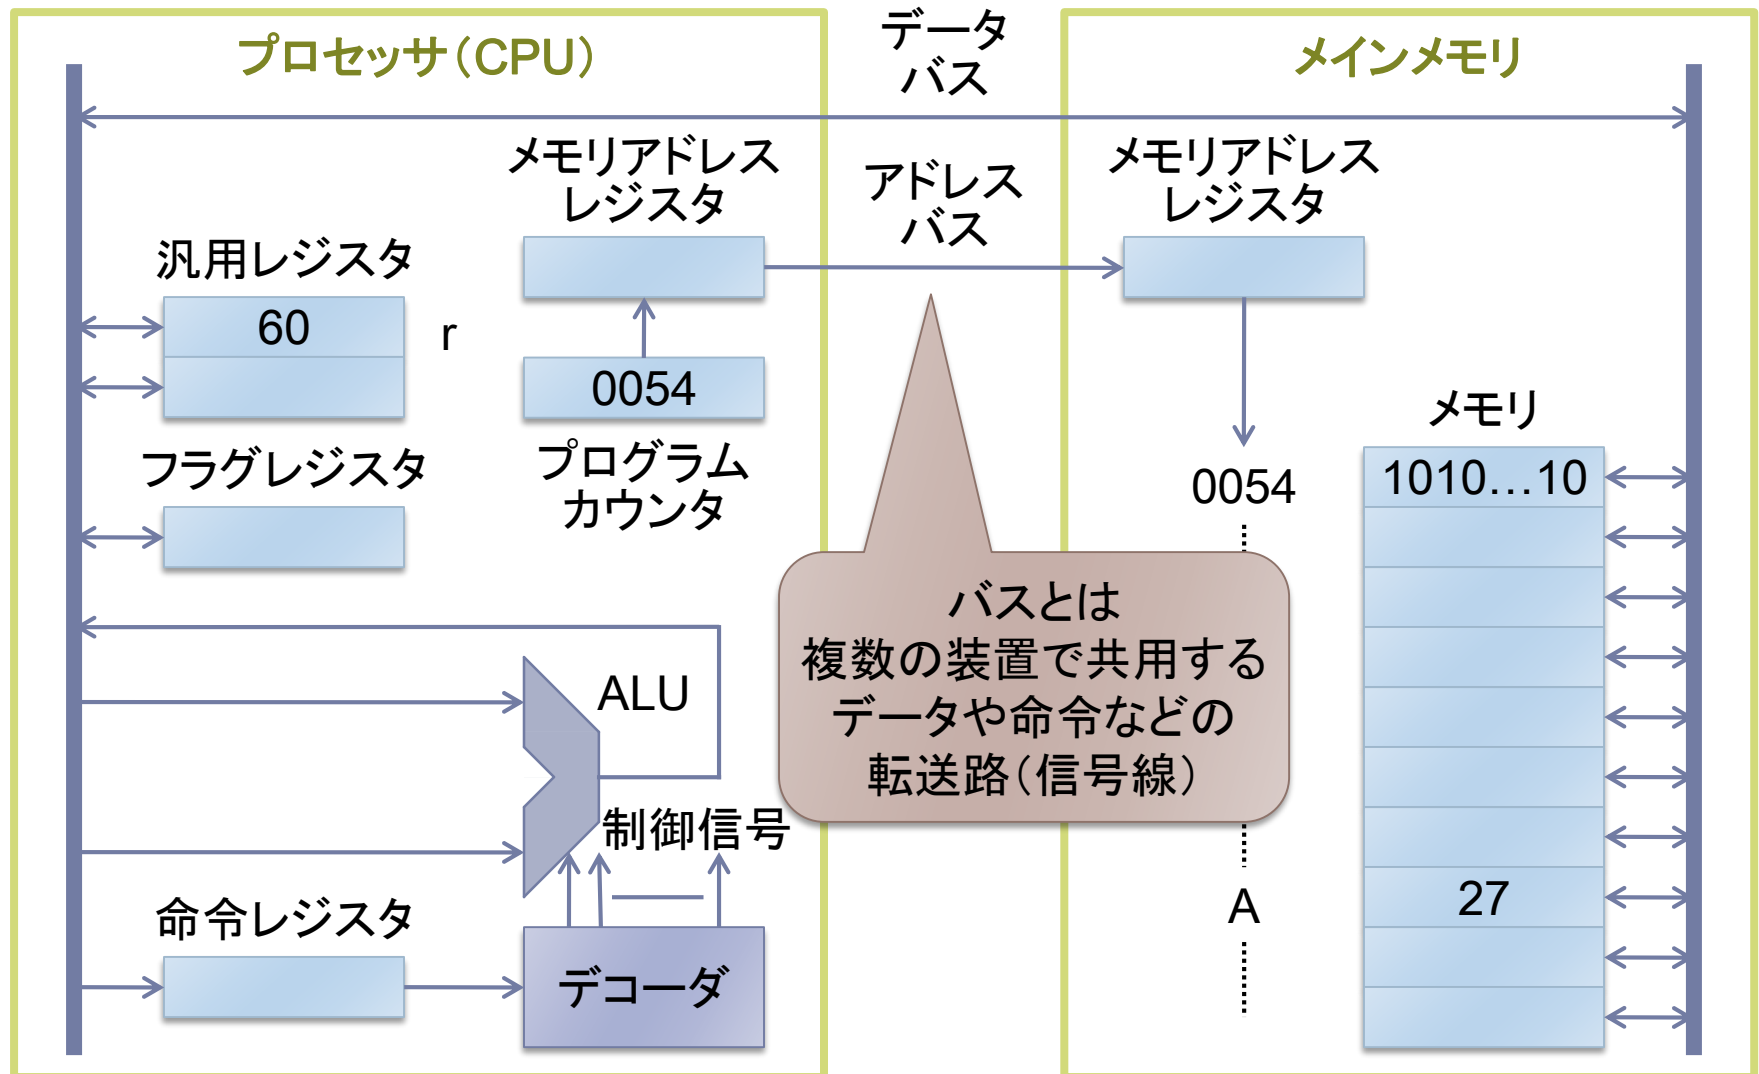 プロセッサ(CPU)
データ
バス
メインメモリ
メモリアドレス
レジスタ
アドレス
バス
メモリアドレス
レジスタ
汎用レジスタ
60
r
0054
プログラム
カウンタ
フラグレジスタ
メモリ
0054
1010…10
バスとは
複数の装置で共用する
データや命令などの
転送路(信号線)
ALU
制御信号
A
27
命令レジスタ
デコーダ